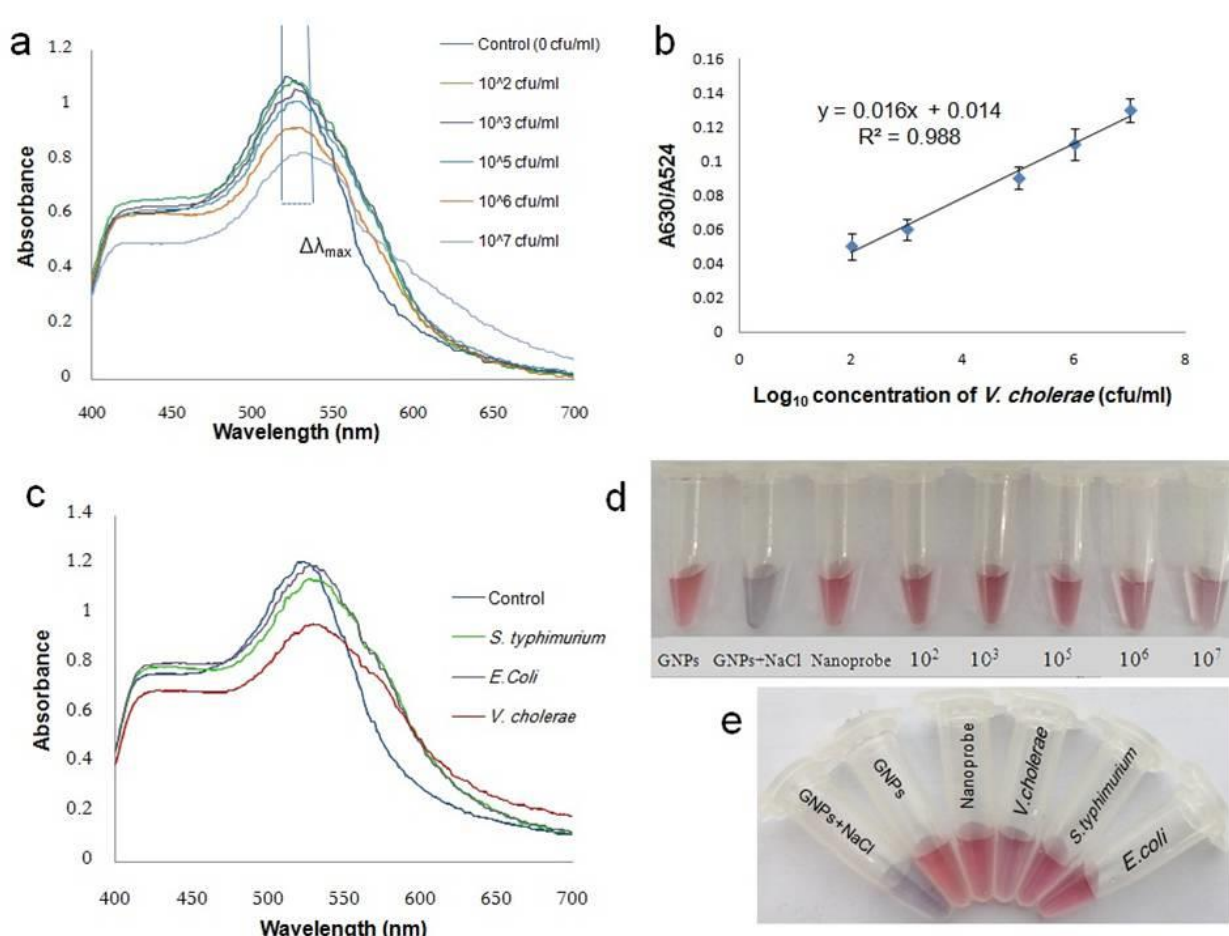 a
1.2
1
0.8
0.6
0.4
0.2
0
400 450 500 550 600 650 700
Absorbance
Wavelength (nm)
Δλmax
Control (0 cfu/ml)
10^2 cfu/ml
10^3 cfu/ml
10^5 cfu/ml
10^6 cfu/ml
10^7 cfu/ml
b
0.16
0.14
0.12
0.1
0.08
0.06
0.04
0.02
0
0 2 4 6 8
A630/A524
y = 0.016x + 0.014
R² = 0.988
Log₁₀ concentration of V. cholerae (cfu/ml)
c
1.4
1.2
1
0.8
0.6
0.4
0.2
0
400 450 500 550 600 650 700
Absorbance
Wavelength (nm)
Control
S. typhimurium
E.Coli
V. cholerae
d
GNPs GNPs+NaCl Nanoprobe 10² 10³ 10⁵ 10⁶ 10⁷
e
GNPs+NaCl
GNPs
Nanoprobe
V.cholerae
S.typhimurium
E.coli